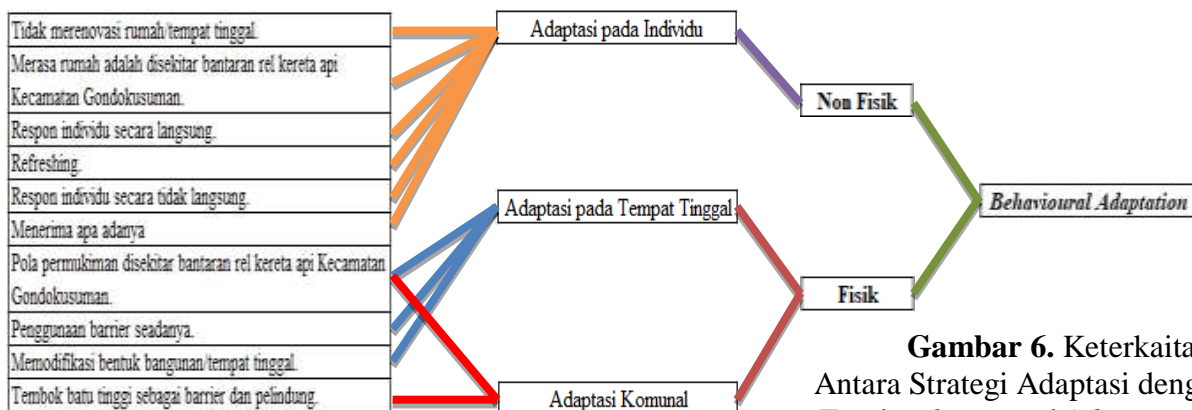 Tidak merenovasi rumah/tempat tinggal.
Merasa rumah adalah disekitar bantaran rel kereta api
Kecamatan Gondokusuman.
Respon individu secara langsung.
Refreshing.
Respon individu secara tidak langsung.
Menerima apa adanya
Pola permukiman disekitar bantaran rel kereta api Kecamatan
Gondokusuman.
Penggunaan barrier seadanya.
Memodifikasi bentuk bangunan/tempat tinggal.
Tembok batu tinggi sebagai barrier dan pelindung.
Adaptasi pada Individu
Adaptasi pada Tempat Tinggal
Adaptasi Komunal
Non Fisik
Fisik
Behavioural Adaptation
Gambar 6. Keterkaita
Antara Strategi Adaptasi deng